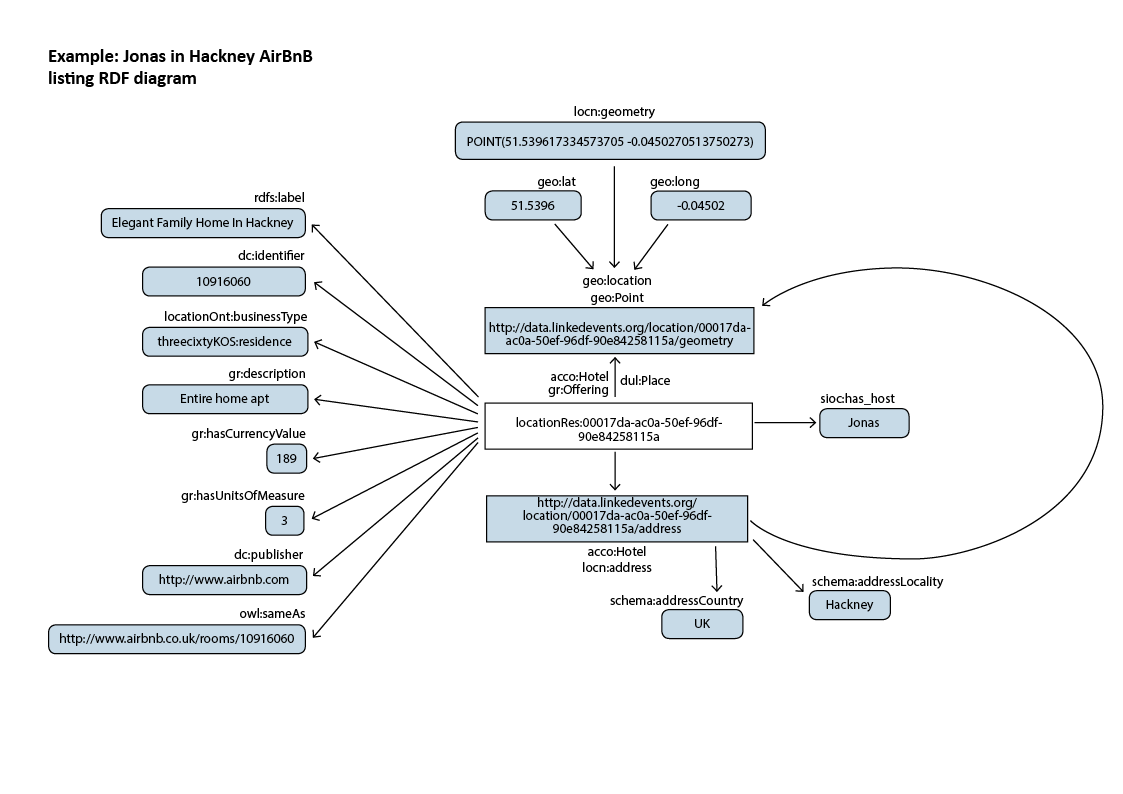 Example: Jonas in Hackney AirBnB
listing RDF diagram
locn:geometry
POINT(51.539617334573705 -0.0450270513750273)
geo:lat
geo:long
51.5396
-0.04502
rdfs:label
Elegant Family Home In Hackney
dc:identifier
10916060
geo:location
geo:Point
http://data.linkedevents.org/location/00017da-
ac0a-50ef-96df-90e84258115a/geometry
locationOnt:businessType
threecixtyKOS:residence
gr:description
Entire home apt
acco:Hotel
gr:Offering
dul:Place
locationRes:00017da-ac0a-50ef-96df-
90e84258115a
sioc:has_host
Jonas
gr:hasCurrencyValue
189
gr:hasUnitsOfMeasure
3
http://data.linkedevents.org/
location/00017da-ac0a-50ef-96df-
90e84258115a/address
acco:Hotel
locn:address
dc:publisher
http://www.airbnb.com
owl:sameAs
http://www.airbnb.co.uk/rooms/10916060
schema:addressCountry
UK
schema:addressLocality
Hackney